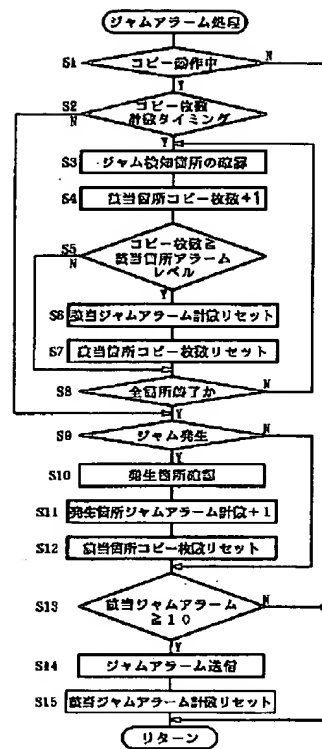 ジャムアラーム処理
S1
コピー動作中
N
Y
S2
コピー枚数
計数タイミング
N
Y
S3
ジャム検知箇所の確認
S4
該当箇所コピー枚数+1
S5
コピー枚数≧
該当箇所アラーム
レベル
N
Y
S6
該当ジャムアラーム計数リセット
S7
該当箇所コピー枚数リセット
S8
全箇所終了か
N
Y
S9
ジャム発生
N
Y
S10
発生箇所確認
S11
発生箇所ジャムアラーム計数+1
S12
該当箇所コピー枚数リセット
S13
該当ジャムアラーム
≧10
N
Y
S14
ジャムアラーム送信
S15
該当ジャムアラーム計数リセット
リターン